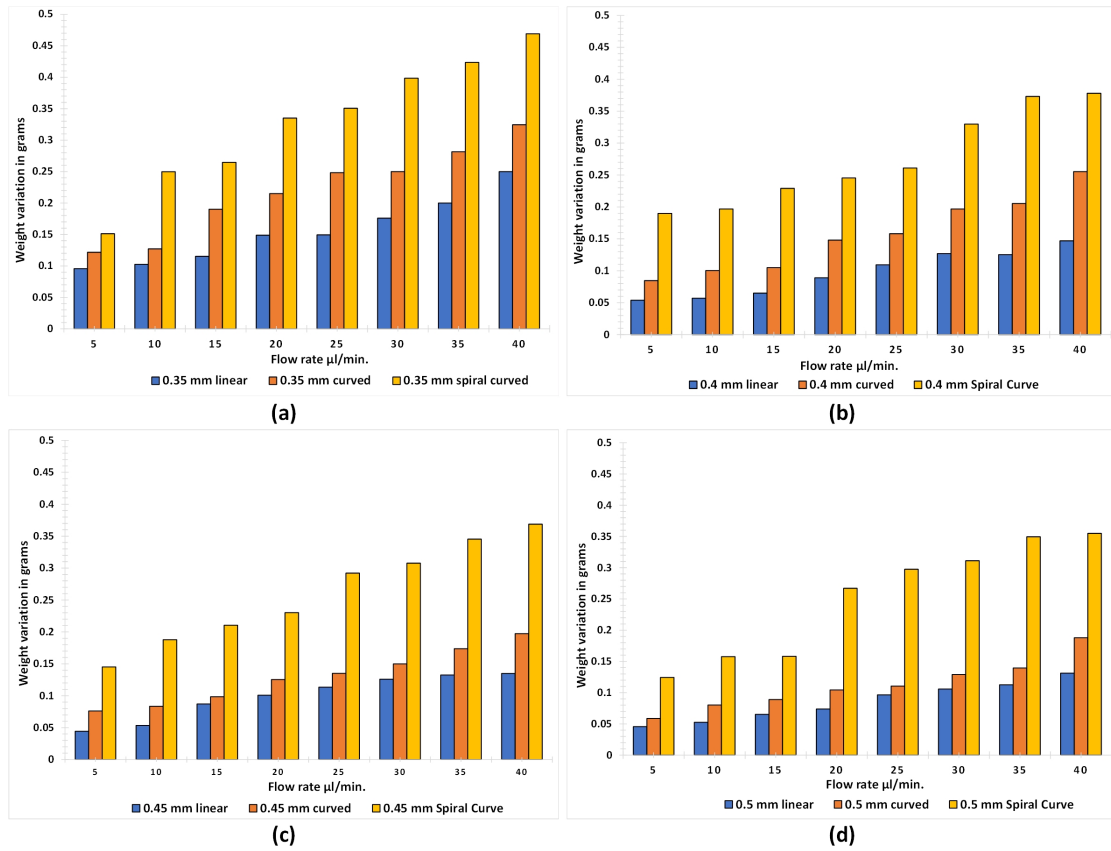 0.5
0.45
0.4
0.35
0.3
0.25
0.2
0.15
0.1
0.05
0
Weight variation in grams
5 10 15 20 25 30 35 40
Flow rate µl/min.
0.35 mm linear 0.35 mm curved 0.35 mm spiral curved
(a)
0.5
0.45
0.4
0.35
0.3
0.25
0.2
0.15
0.1
0.05
0
Weight variation in grams
5 10 15 20 25 30 35 40
Flow rate µl/min.
0.4 mm linear 0.4 mm curved 0.4 mm Spiral Curve
(b)
0.5
0.45
0.4
0.35
0.3
0.25
0.2
0.15
0.1
0.05
0
Weight variation in grams
5 10 15 20 25 30 35 40
Flow rate µl/min.
0.45 mm linear 0.45 mm curved 0.45 mm Spiral Curve
(c)
0.5
0.45
0.4
0.35
0.3
0.25
0.2
0.15
0.1
0.05
0
Weight variation in grams
5 10 15 20 25 30 35 40
Flow rate µl/min.
0.5 mm linear 0.5 mm curved 0.5 mm Spiral Curve
(d)